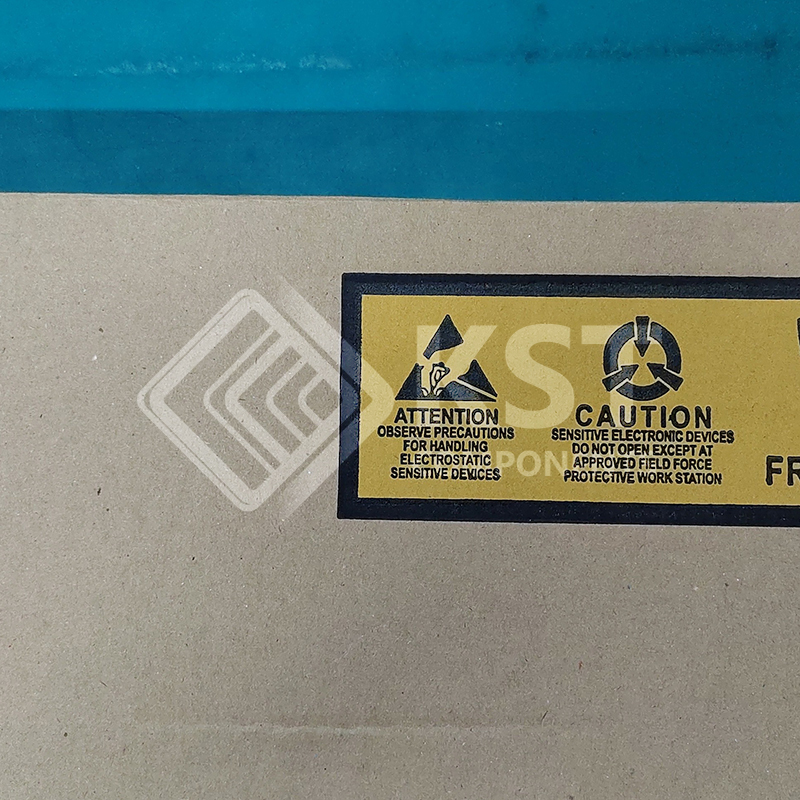 ATTENTION
OBSERVE PRECAUTIONS
FOR HANDLING
ELECTROSTATIC
SENSITIVE DEVICES
CAUTION
SENSITIVE ELECTRONIC DEVICES
DO NOT OPEN EXCEPT AT
APPROVED FIELD FORCE
PROTECTIVE WORK STATION
FR
KST